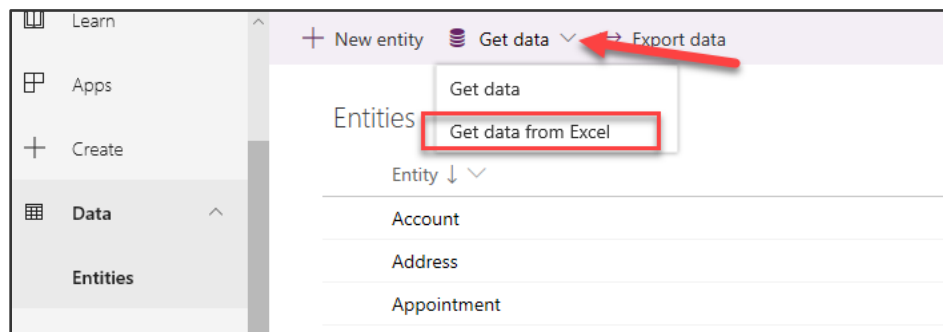 Learn
Apps
Create
Data
Entities
New entity Get data Export data
Get data
Get data from Excel
Entities
Entity
Account
Address
Appointment